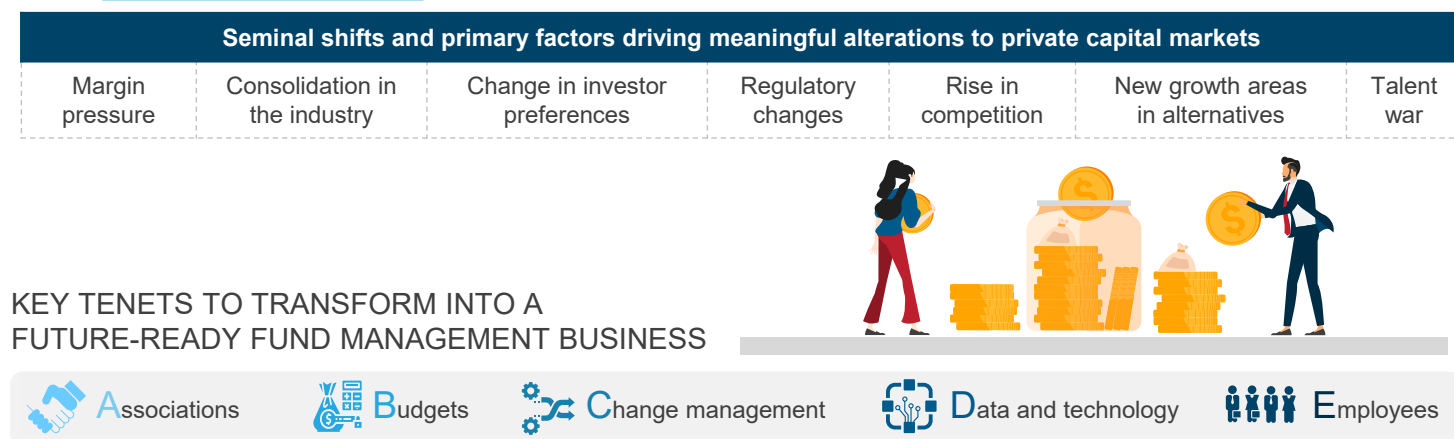 Seminal shifts and primary factors driving meaningful alterations to private capital markets
Margin
pressure
Consolidation in
the industry
Change in investor
preferences
Regulatory
changes
Rise in
competition
New growth areas
in alternatives
Talent
war
KEY TENETS TO TRANSFORM INTO A
FUTURE-READY FUND MANAGEMENT BUSINESS
Associations
Budgets
Change management
Data and technology
Employees